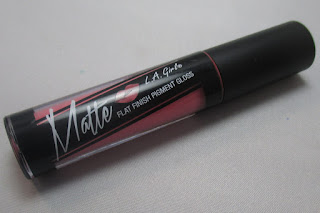 L.A. Girl
Matte
FLAT FINISH PIGMENT GLOSS